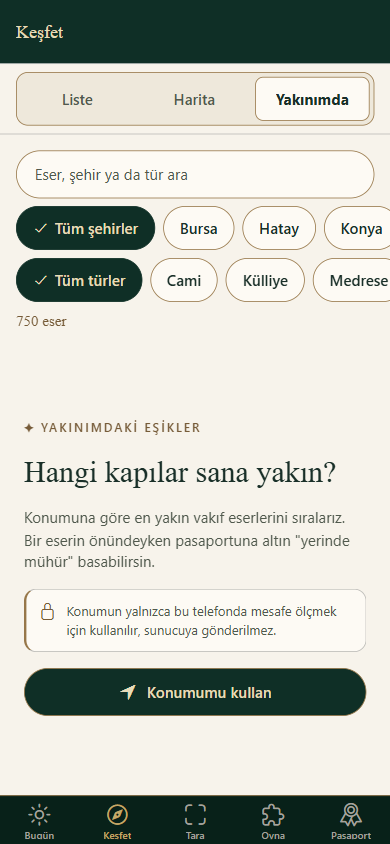 Keşfet
Liste
Harita
Yakınımda
Eser, şehir ya da tür ara
Tüm şehirler
Bursa
Hatay
Konya
Tüm türler
Cami
Külliye
Medrese
750 eser
YAKINIMDAKİ EŞİKLER
Hangi kapılar sana yakın?
Konumuna göre en yakın vakıf eserlerini sıralarız.
Bir eserin önündeyken pasaportuna altın "yerinde
mühür" basabilirsin.
Konumun yalnızca bu telefonda mesafe ölçmek
için kullanılır, sunucuya gönderilmez.
Konumumu kullan
Bugün
Keşfet
Tara
Oyna
Pasaport